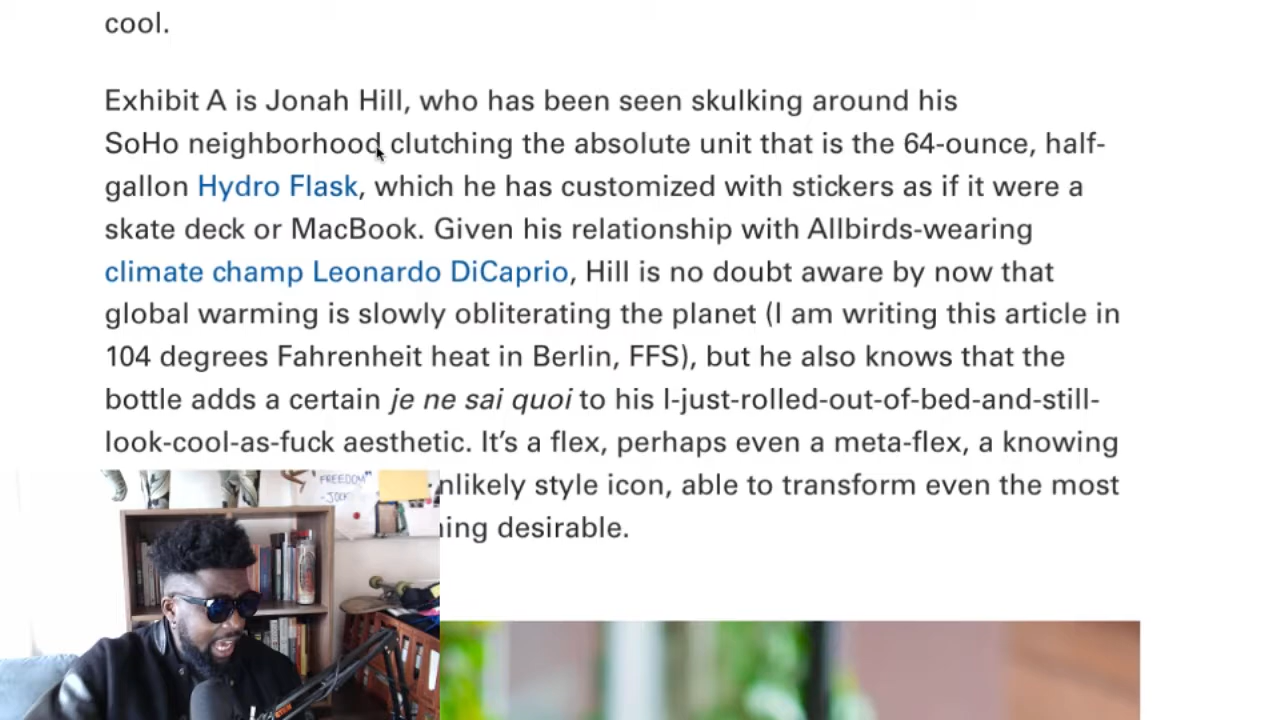 cool.
Exhibit A is Jonah Hill, who has been seen skulking around his
SoHo neighborhood clutching the absolute unit that is the 64-ounce, half-
gallon Hydro Flask, which he has customized with stickers as if it were a
skate deck or MacBook. Given his relationship with Allbirds-wearing
climate champ Leonardo DiCaprio, Hill is no doubt aware by now that
global warming is slowly obliterating the planet (I am writing this article in
104 degrees Fahrenheit heat in Berlin, FFS), but he also knows that the
bottle adds a certain je ne sai quoi to his I-just-rolled-out-of-bed-and-still-
look-cool-as-fuck aesthetic. It’s a flex, perhaps even a meta-flex, a knowing
nlikely style icon, able to transform even the most
desirable.
FREEDOM"